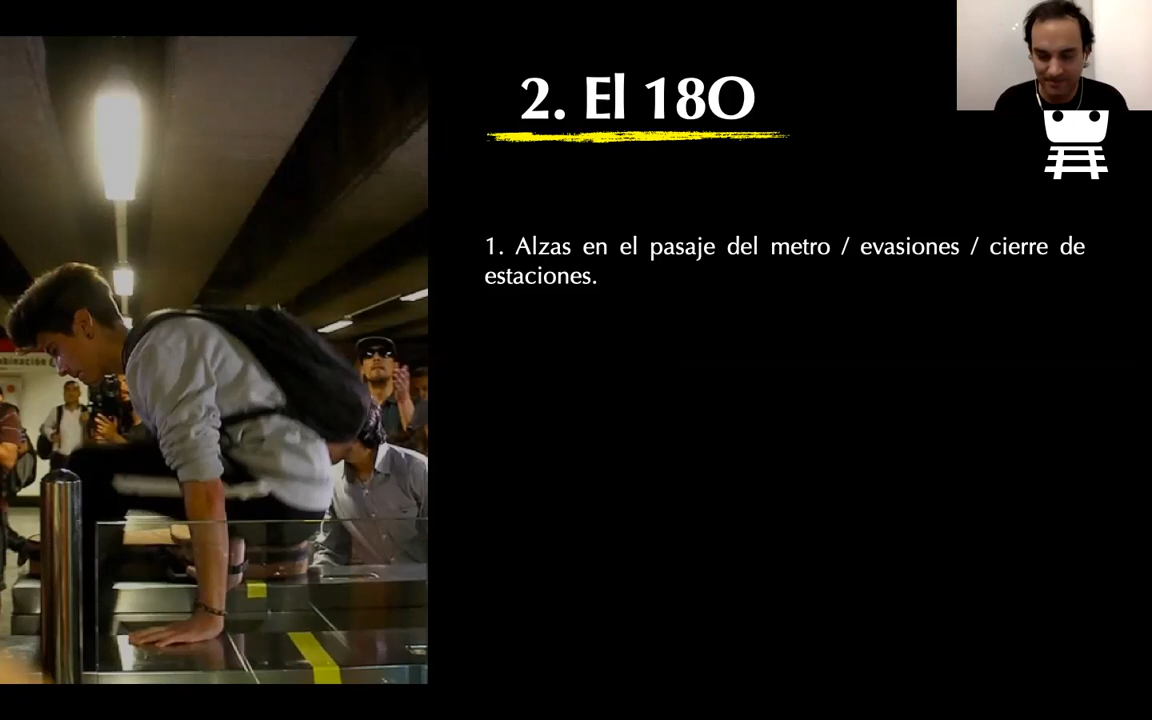 2. El 18O
1. Alzas en el pasaje del metro / evasiones / cierre de
estaciones.